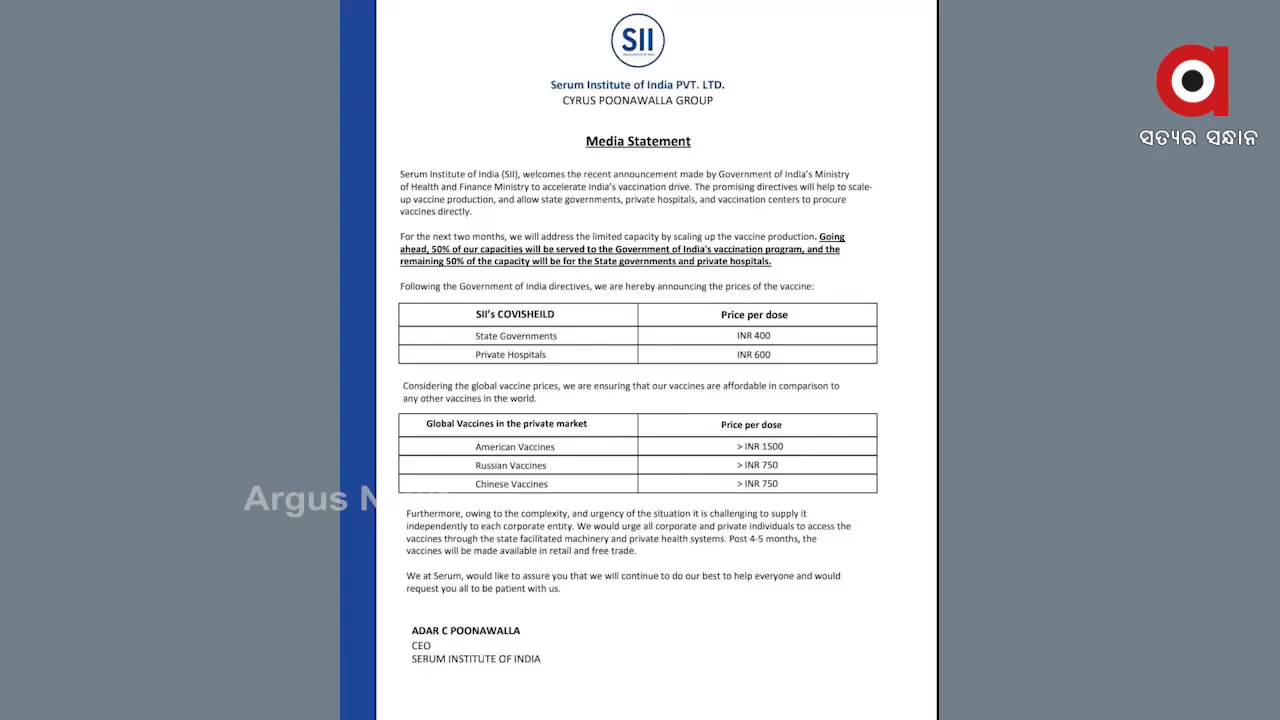 SII
Serum Institute of India PVT. LTD.
CYRUS POONAWALLA GROUP
Media Statement
Serum Institute of India (SII), welcomes the recent announcement made by Government of India's Ministry
of Health and Finance Ministry to accelerate India's vaccination drive. The promising directives will help to scale-
up vaccine production, and allow state governments, private hospitals, and vaccination centers to procure
vaccines directly.
For the next two months, we will address the limited capacity by scaling up the vaccine production. Going
ahead, 50% of our capacities will be served to the Government of India's vaccination program, and the
remaining 50% of the capacity will be for the State governments and private hospitals.
Following the Government of India directives, we are hereby announcing the prices of the vaccine:
SII's COVISHEILD Price per dose
State Governments INR 400
Private Hospitals INR 600
Considering the global vaccine prices, we are ensuring that our vaccines are affordable in comparison to
any other vaccines in the world.
Global Vaccines in the private market Price per dose
American Vaccines > INR 1500
Russian Vaccines > INR 750
Chinese Vaccines > INR 750
Furthermore, owing to the complexity, and urgency of the situation it is challenging to supply it
independently to each corporate entity. We would urge all corporate and private individuals to access the
vaccines through the state facilitated machinery and private health systems. Post 4-5 months, the
vaccines will be made available in retail and free trade.
We at Serum, would like to assure you that we will continue to do our best to help everyone and would
request you all to be patient with us.
ADAR C POONAWALLA
CEO
SERUM INSTITUTE OF INDIA
ସତ୍ୟର ସନ୍ଧାନ
Argus News